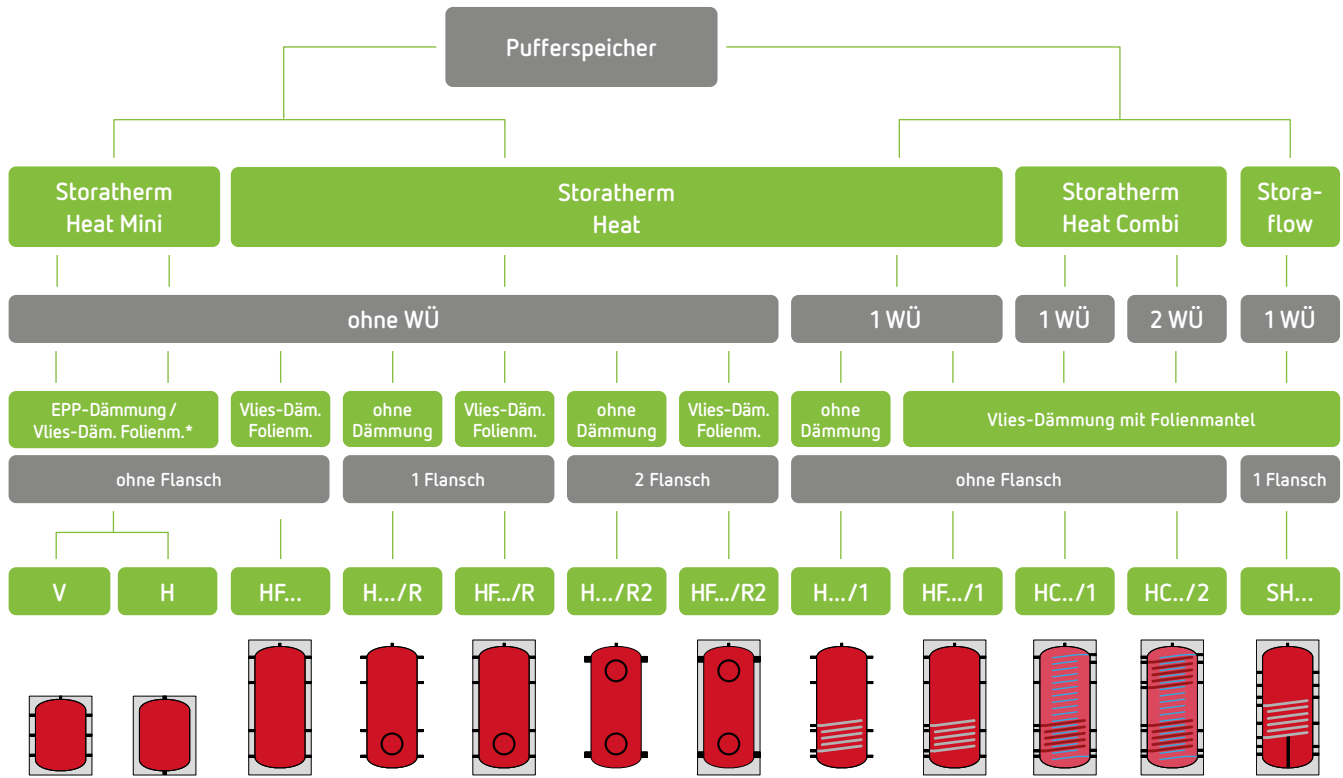 Pufferspeicher
Storatherm
Heat Mini
Storatherm
Heat
Storatherm
Heat Combi
Stora-
flow
ohne WÜ
1 WÜ
1 WÜ
2 WÜ
1 WÜ
EPP-Dämmung /
Vlies-Däm. Folienm.*
Vlies-Däm.
Folienm.
ohne
Dämmung
Vlies-Däm.
Folienm.
ohne
Dämmung
Vlies-Däm.
Folienm.
ohne
Dämmung
Vlies-Dämmung mit Folienmantel
ohne Flansch
1 Flansch
2 Flansch
ohne Flansch
1 Flansch
V
H
HF...
H.../R
HF.../R
H.../R2
HF.../R2
H.../1
HF.../1
HC../1
HC../2
SH...